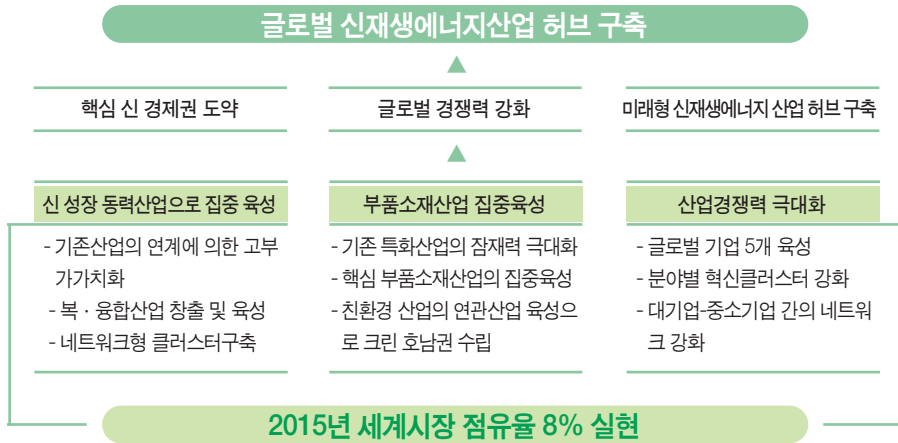 글로벌 신재생에너지산업 허브 구축
핵심 신 경제권 도약
글로벌 경쟁력 강화
미래형 신재생에너지 산업 허브 구축
신 성장 동력산업으로 집중 육성
- 기존산업의 연계에 의한 고부
가가치화
- 복 · 융합산업 창출 및 육성
- 네트워크형 클러스터구축
부품소재산업 집중육성
- 기존 특화산업의 잠재력 극대화
- 핵심 부품소재산업의 집중육성
- 친환경 산업의 연관산업 육성으
로 크린 호남권 수립
산업경쟁력 극대화
- 글로벌 기업 5개 육성
- 분야별 혁신클러스터 강화
- 대기업-중소기업 간의 네트워
크 강화
2015년 세계시장 점유율 8% 실현